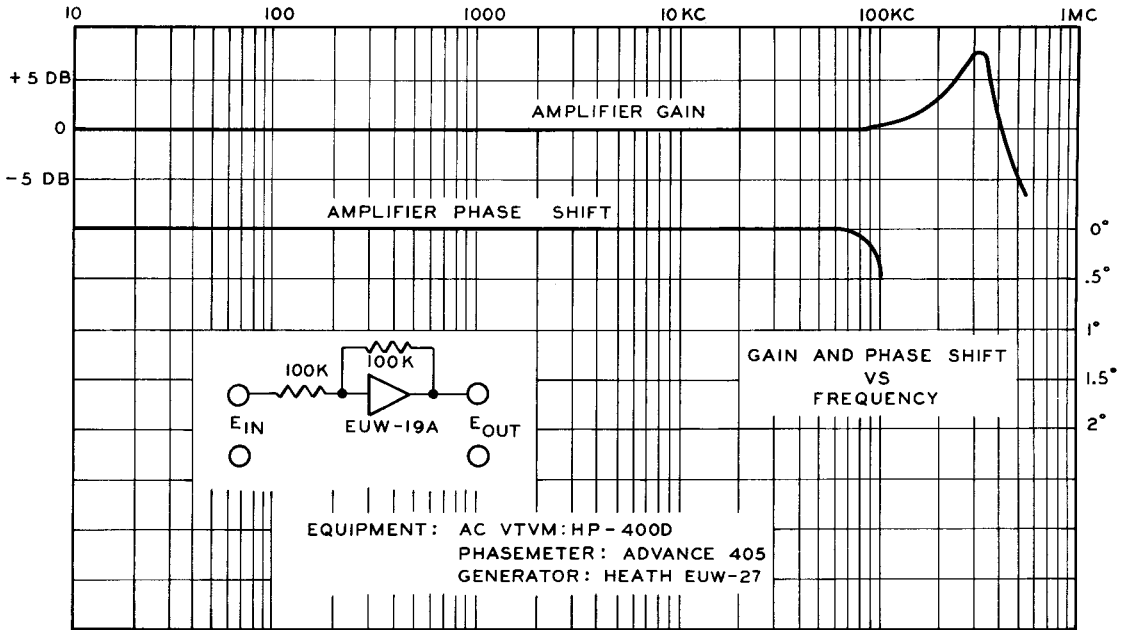 10 100 1000 10 KC 100KC 1MC
+5 DB
AMPLIFIER GAIN
0
-5 DB
AMPLIFIER PHASE SHIFT
0°
.5°
1°
1.5°
2°
GAIN AND PHASE SHIFT
VS
FREQUENCY
100K
100K
EIN
EUW-19A
EOUT
EQUIPMENT: AC VTVM: HP-400D
PHASEMETER: ADVANCE 405
GENERATOR: HEATH EUW-27